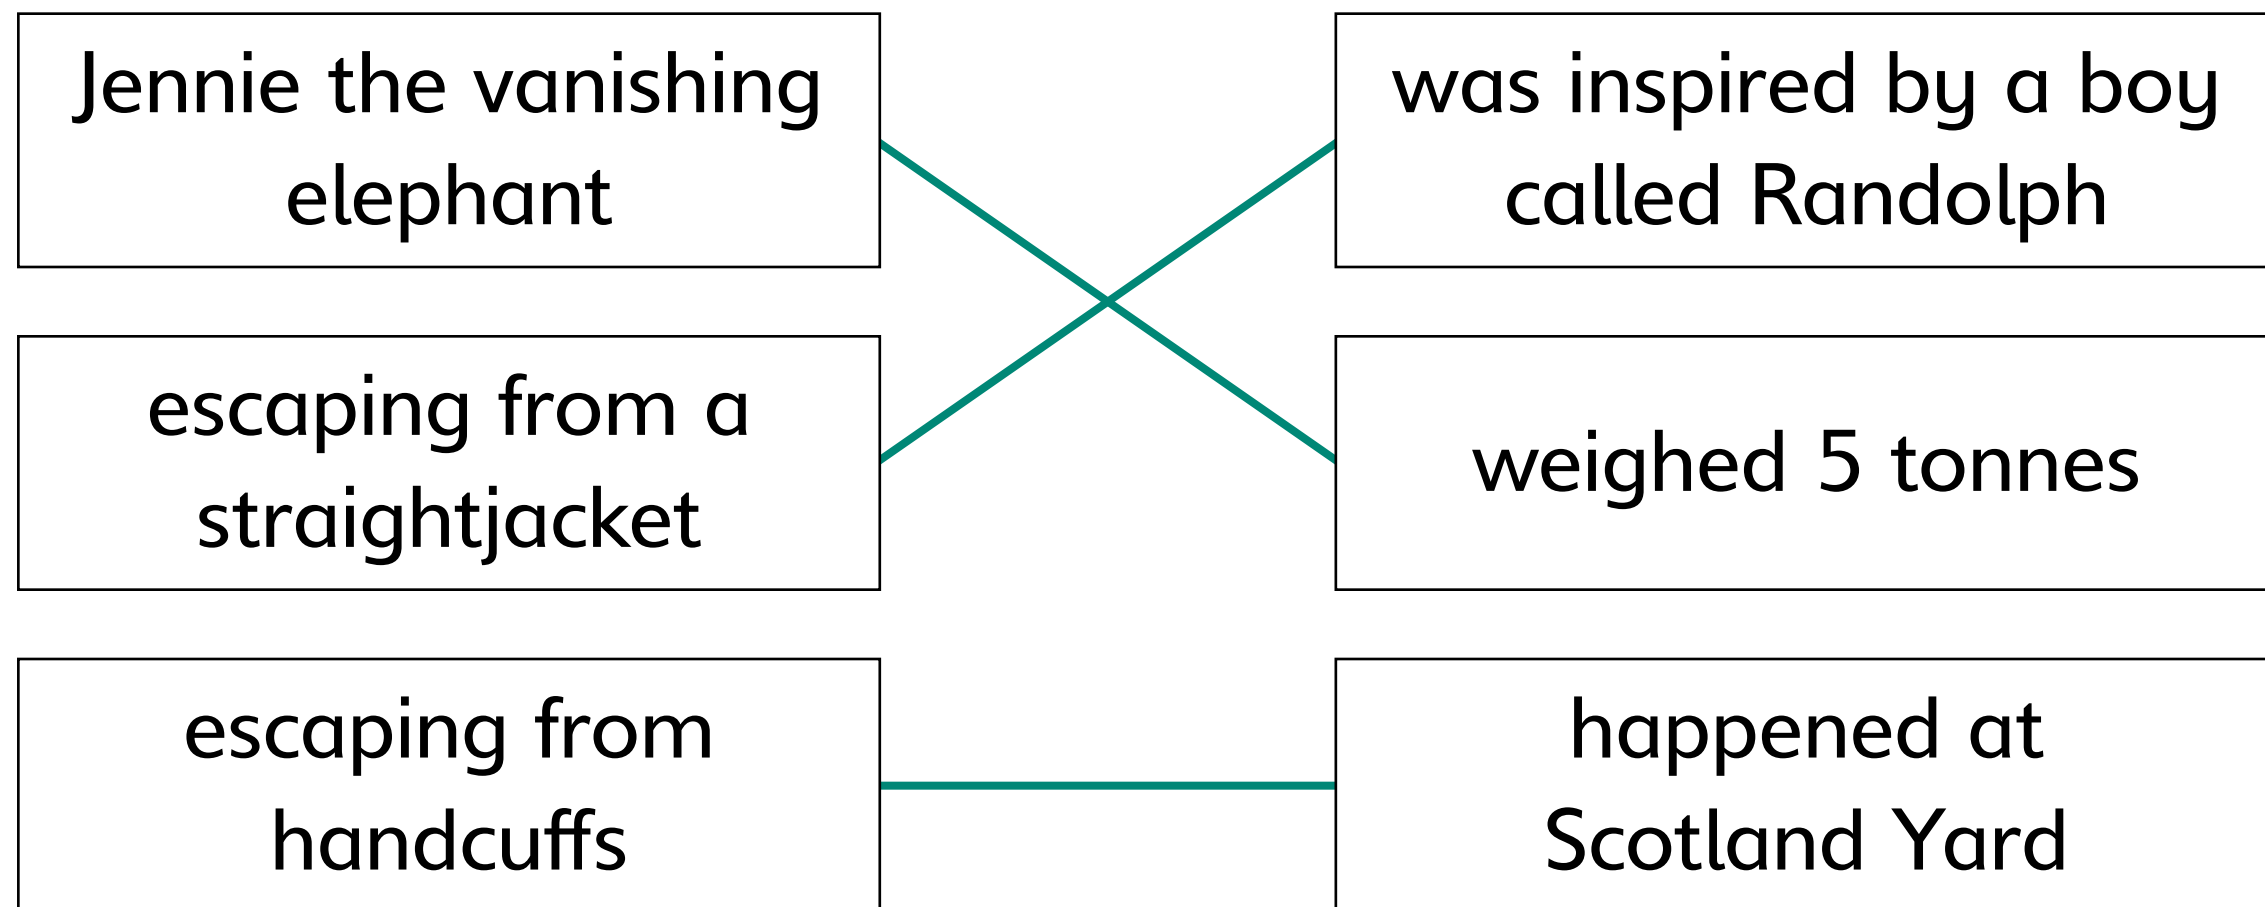 Jennie the vanishing
elephant
was inspired by a boy
called Randolph
escaping from a
straightjacket
weighed 5 tonnes
escaping from
handcuffs
happened at
Scotland Yard